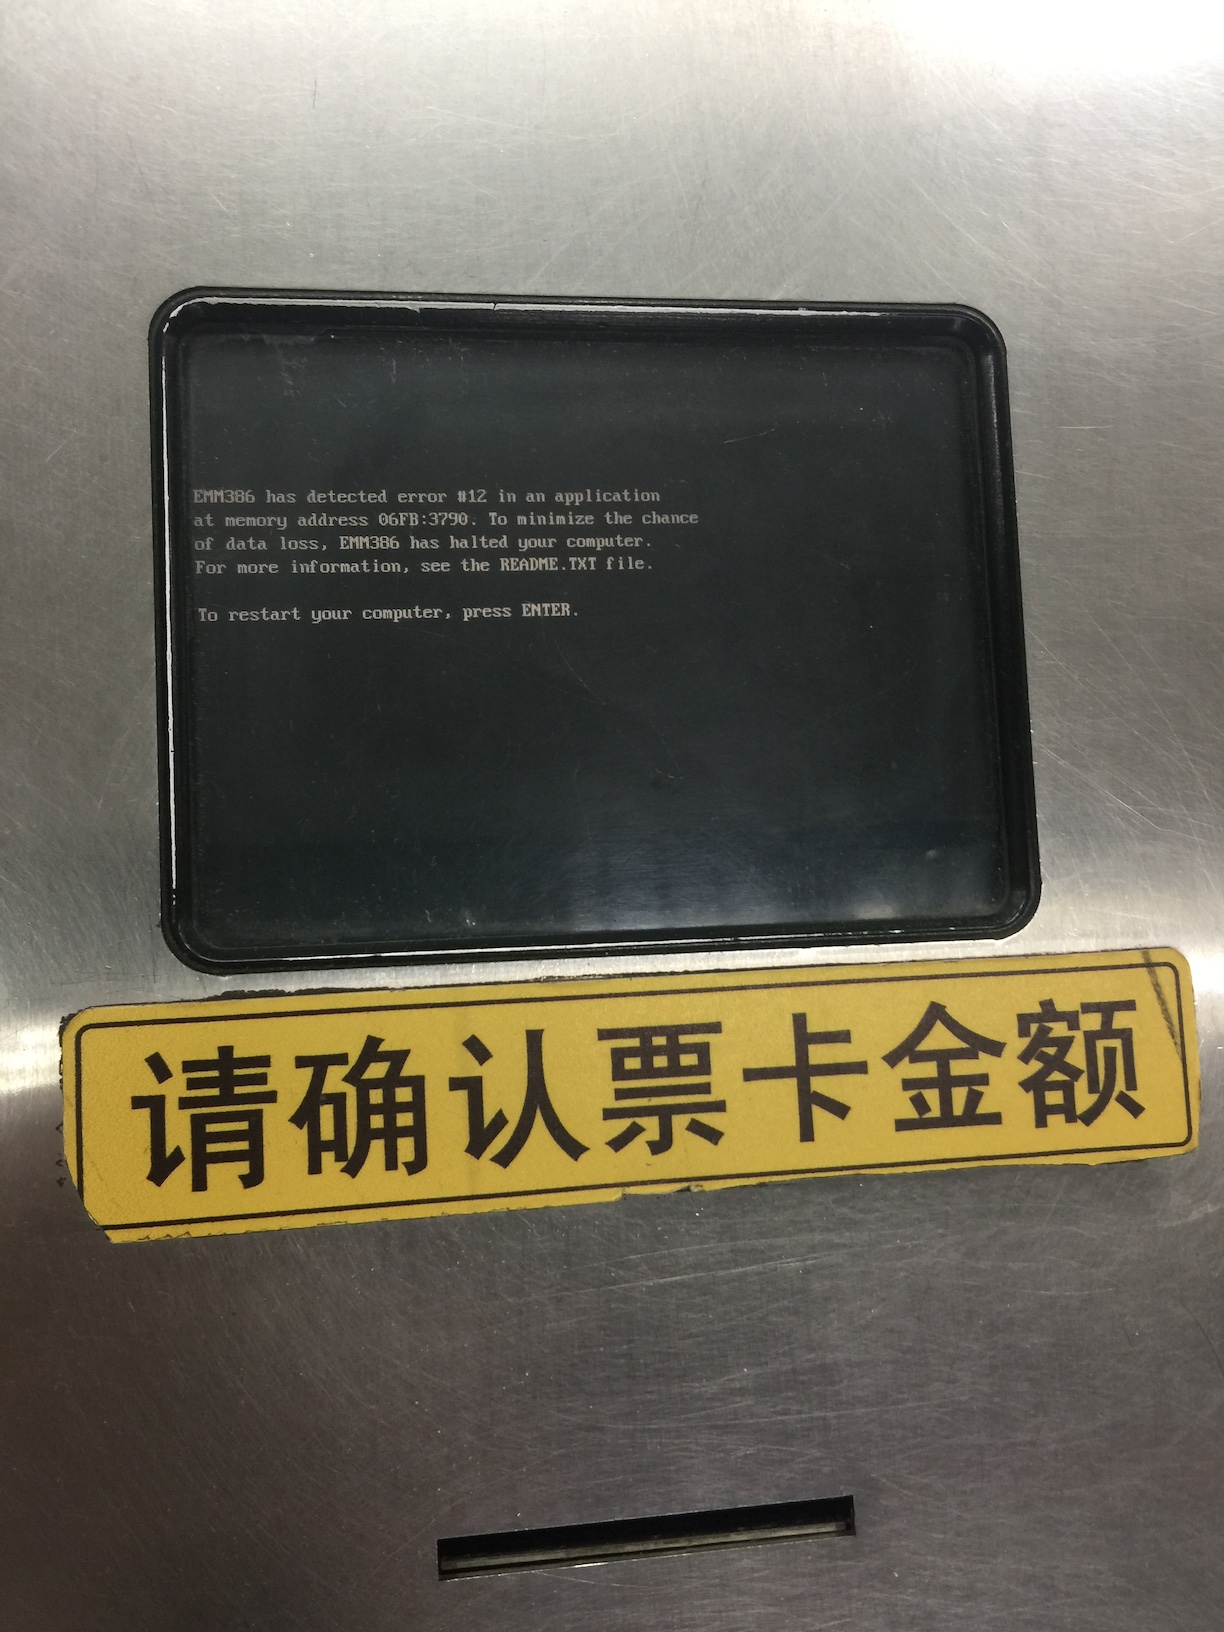 EMM386 has detected error #12 in an application
at memory address 06FB:3790. To minimize the chance
of data loss, EMM386 has halted your computer.
For more information, see the README.TXT file.
To restart your computer, press ENTER.
请确认票卡金额